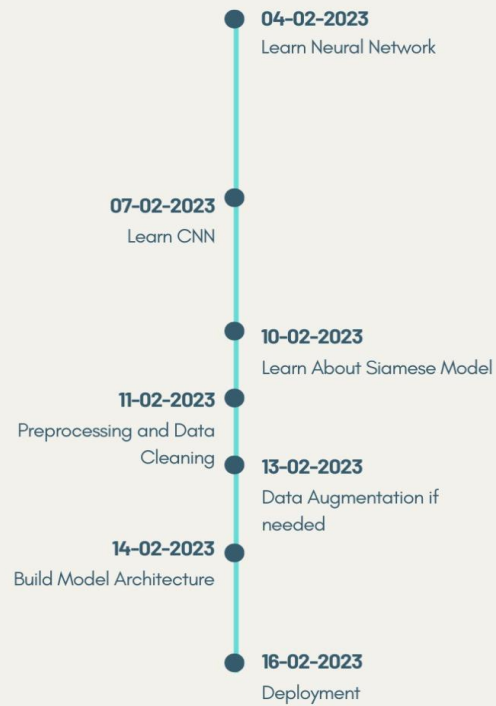 04-02-2023
Learn Neural Network
07-02-2023
Learn CNN
10-02-2023
Learn About Siamese Model
11-02-2023
Preprocessing and Data
Cleaning
13-02-2023
Data Augmentation if
needed
14-02-2023
Build Model Architecture
16-02-2023
Deployment